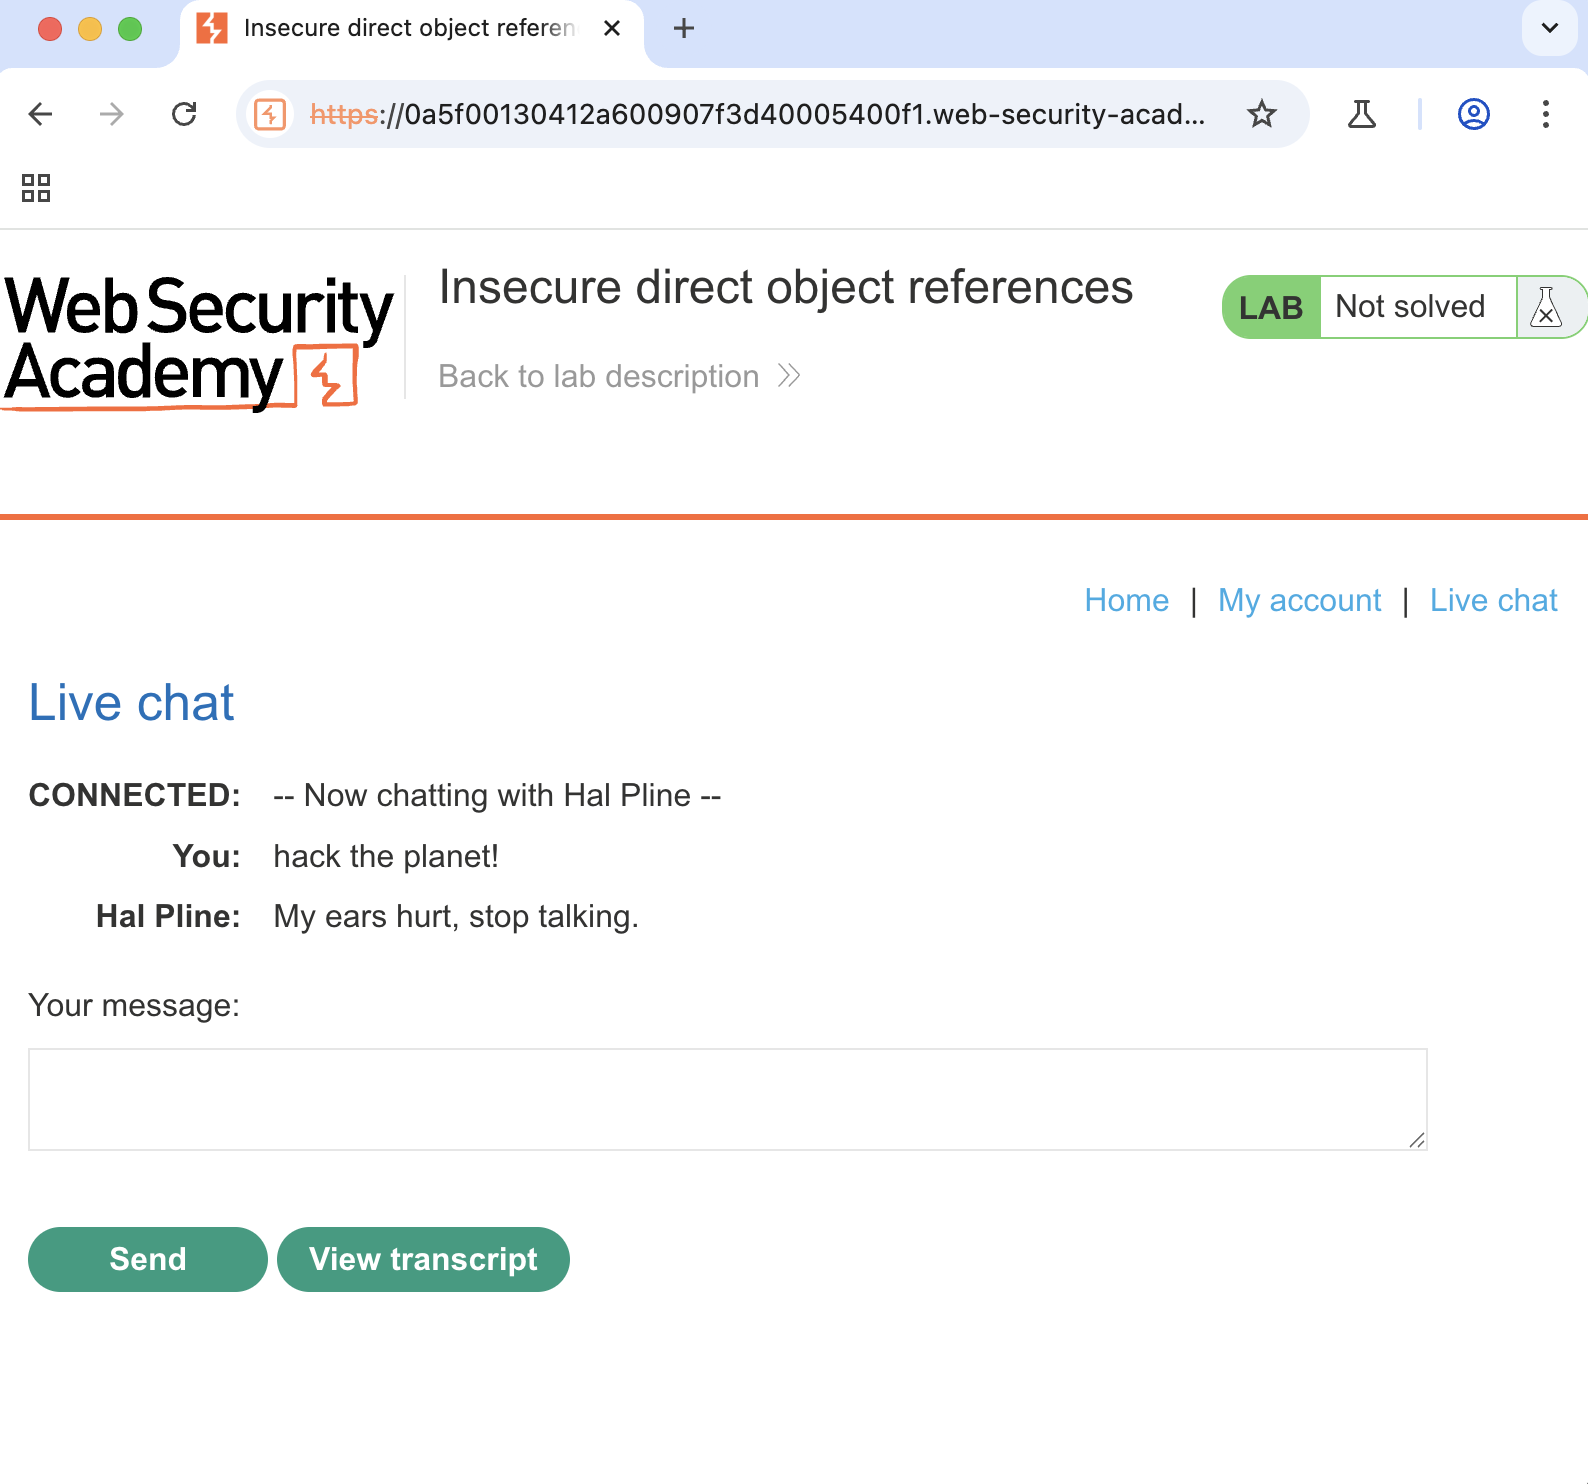 Insecure direct object referen
https://0a5f00130412a600907f3d40005400f1.web-security-acad...
Web Security
Academy
Insecure direct object references
Back to lab description
LAB Not solved
Home | My account | Live chat
Live chat
CONNECTED: -- Now chatting with Hal Pline --
You: hack the planet!
Hal Pline: My ears hurt, stop talking.
Your message:
Send View transcript